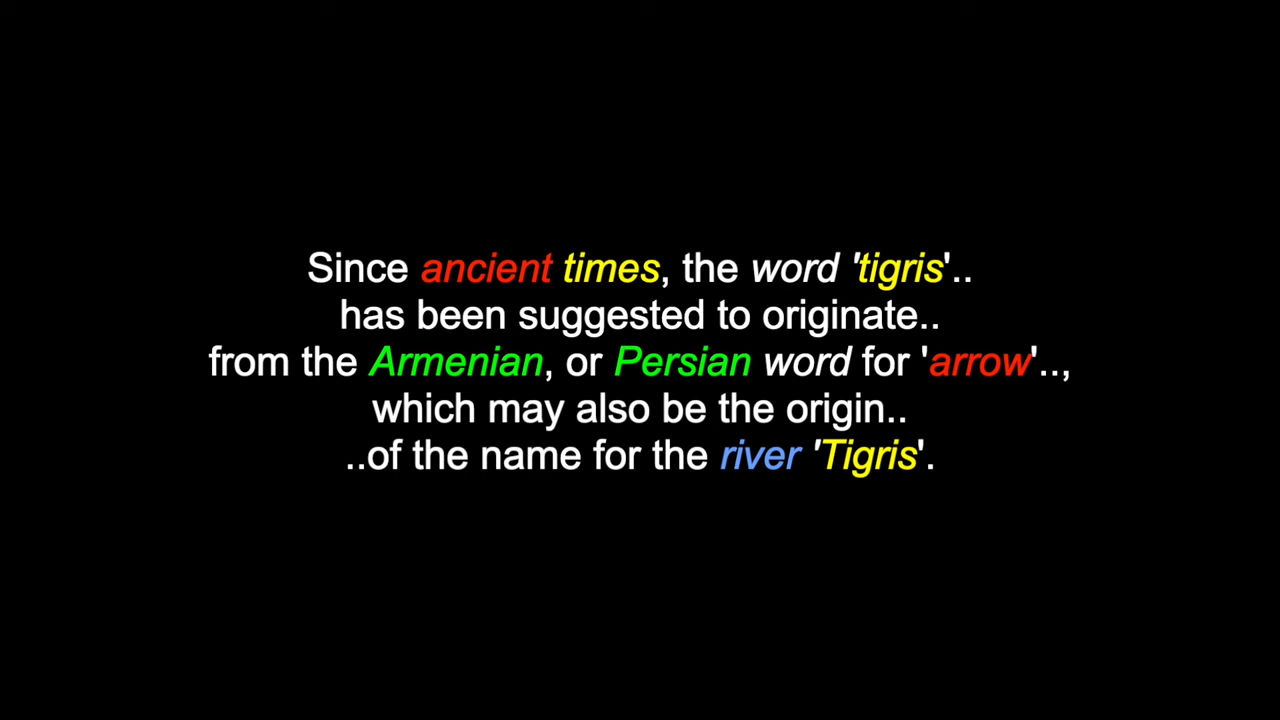 Since ancient times, the word 'tigris'..
has been suggested to originate..
from the Armenian, or Persian word for 'arrow'..,
which may also be the origin..
..of the name for the river 'Tigris'.